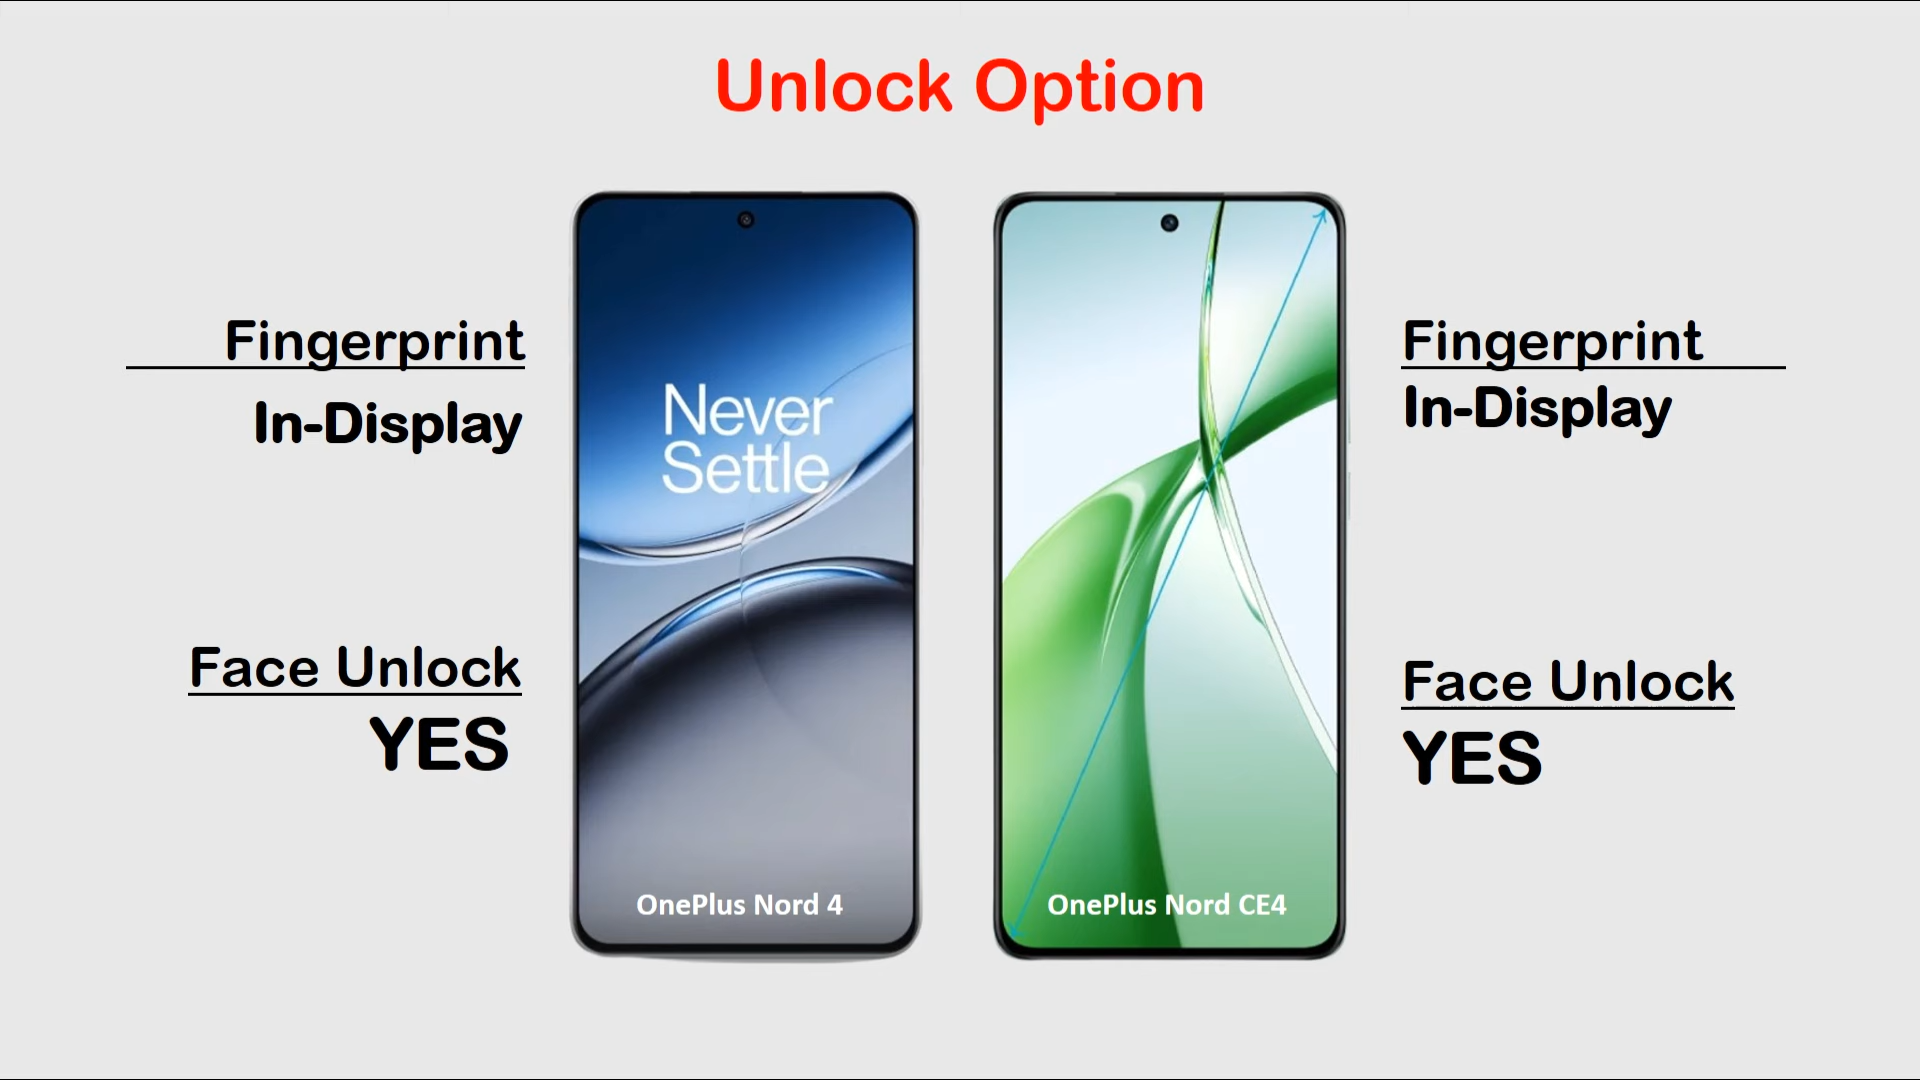 Unlock Option
Fingerprint
In-Display
Face Unlock
YES
Never
Settle
OnePlus Nord 4
OnePlus Nord CE4
Fingerprint
In-Display
Face Unlock
YES